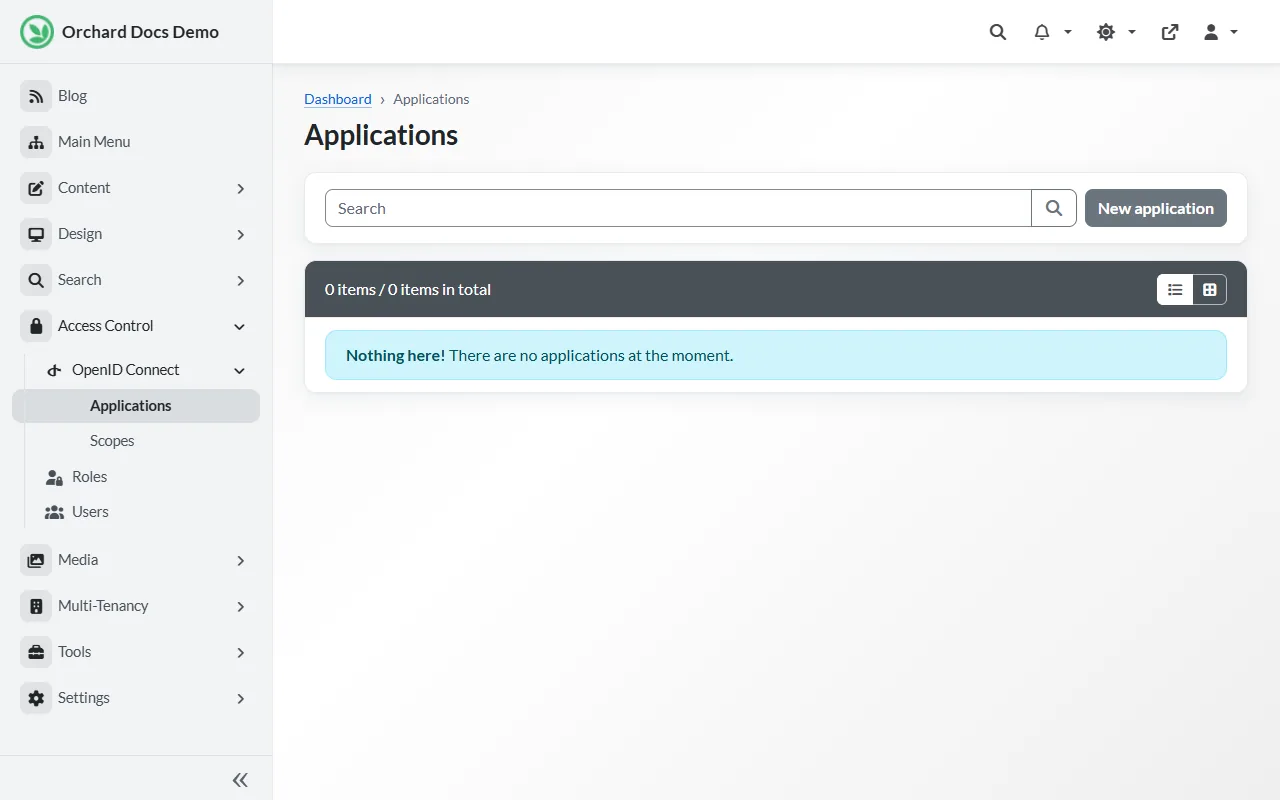 Orchard Docs Demo
Blog
Main Menu
Content
Design
Search
Access Control
OpenID Connect
Applications
Scopes
Roles
Users
Media
Multi-Tenancy
Tools
Settings
Dashboard › Applications
Applications
Search
New application
0 items / 0 items in total
Nothing here! There are no applications at the moment.